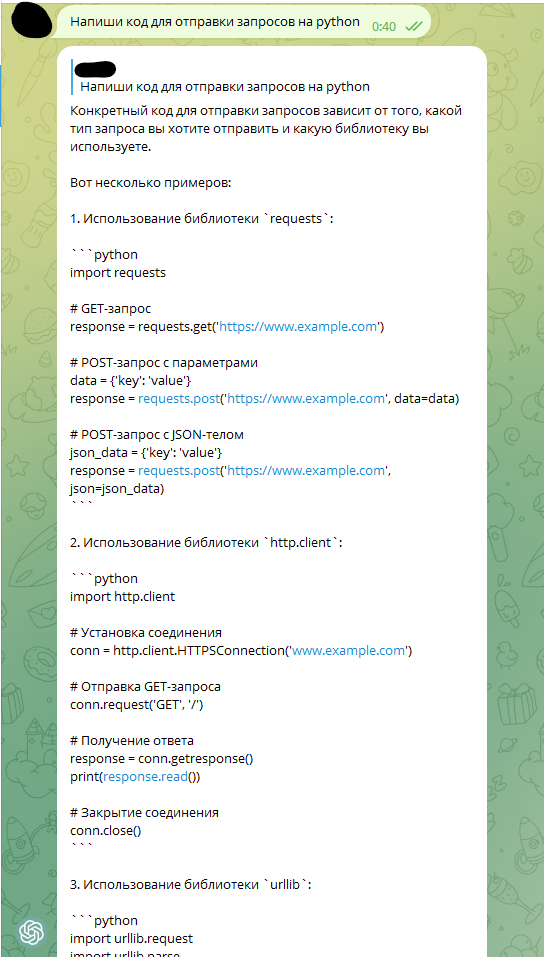 Напиши код для отправки запросов на python 0:40
Напиши код для отправки запросов на python
Конкретный код для отправки запросов зависит от того, какой
тип запроса вы хотите отправить и какую библиотеку вы
используете.
Вот несколько примеров:
1. Использование библиотеки `requests`:
```python
import requests
# GET-запрос
response = requests.get('https://www.example.com')
# POST-запрос с параметрами
data = {'key': 'value'}
response = requests.post('https://www.example.com', data=data)
# POST-запрос с JSON-телом
json_data = {'key': 'value'}
response = requests.post('https://www.example.com',
json=json_data)
```
2. Использование библиотеки `http.client`:
```python
import http.client
# Установка соединения
conn = http.client.HTTPSConnection('www.example.com')
# Отправка GET-запроса
conn.request('GET', '/')
# Получение ответа
response = conn.getresponse()
print(response.read())
# Закрытие соединения
conn.close()
```
3. Использование библиотеки `urllib`:
```python
import urllib.request
import urllib.parse